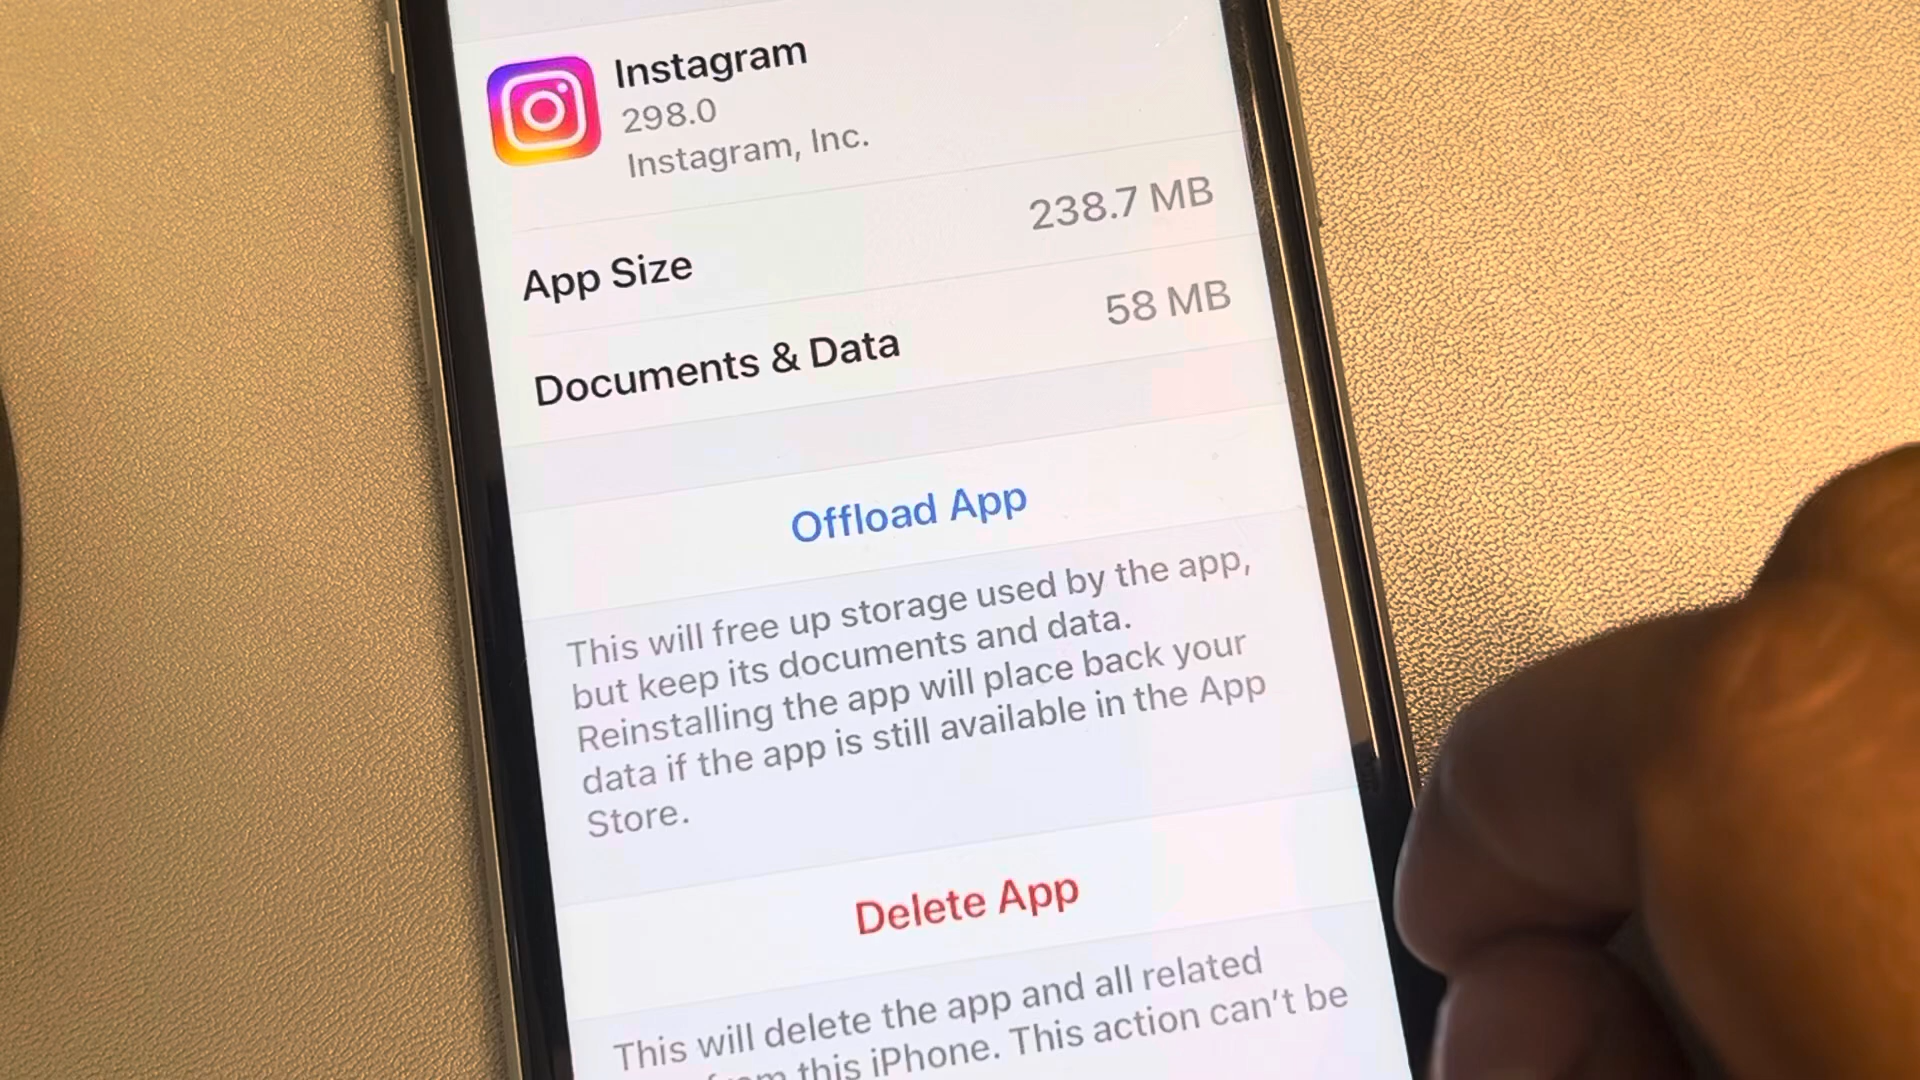 Instagram
298.0
Instagram, Inc.
App Size 238.7 MB
Documents & Data 58 MB
Offload App
This will free up storage used by the app,
but keep its documents and data.
Reinstalling the app will place back your
data if the app is still available in the App
Store.
Delete App
This will delete the app and all related
from this iPhone. This action can't be